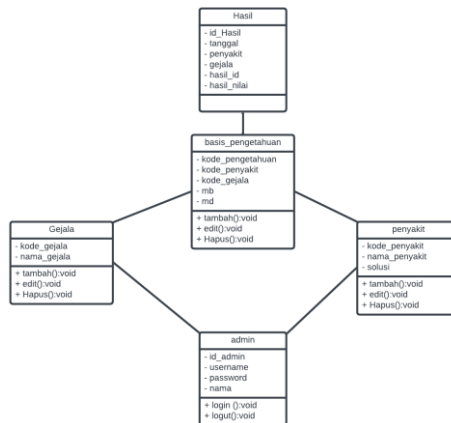 Hasil
- id_Hasil
- tanggal
- penyakit
- gejala
- hasil_id
- hasil_nilai
basis_pengetahuan
- kode_pengetahuan
- kode_penyakit
- kode_gejala
- mb
- md
+ tambah():void
+ edit():void
+ Hapus():void
Gejala
- kode_gejala
- nama_gejala
+ tambah():void
+ edit():void
+ Hapus():void
penyakit
- kode_penyakit
- nama_penyakit
- solusi
+ tambah():void
+ edit():void
+ Hapus():void
admin
- id_admin
- username
- password
- nama
+ login ():void
+ logut():void